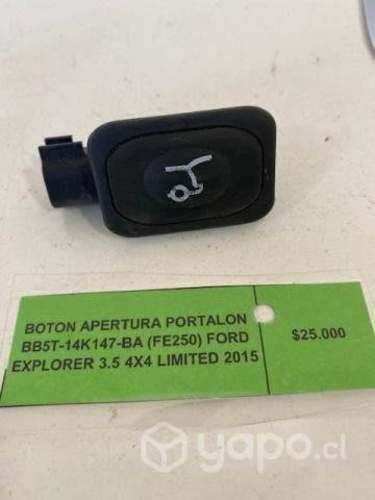 BOTON APERTURA PORTALON
BB5T-14K147-BA (FE250) FORD
EXPLORER 3.5 4X4 LIMITED 2015
$25.000
yapo.cl